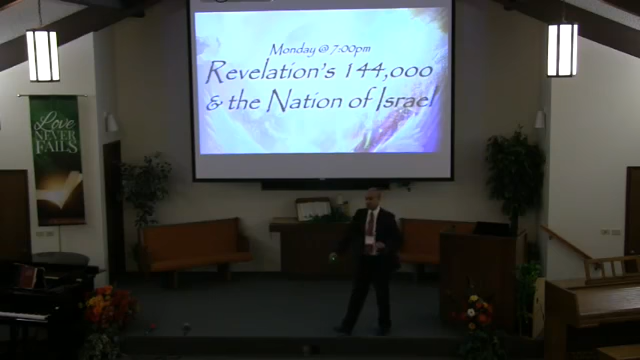 Monday @ 7:00pm
Revelation's 144,000
& the Nation of Israel
Love
NEVER
FAILS